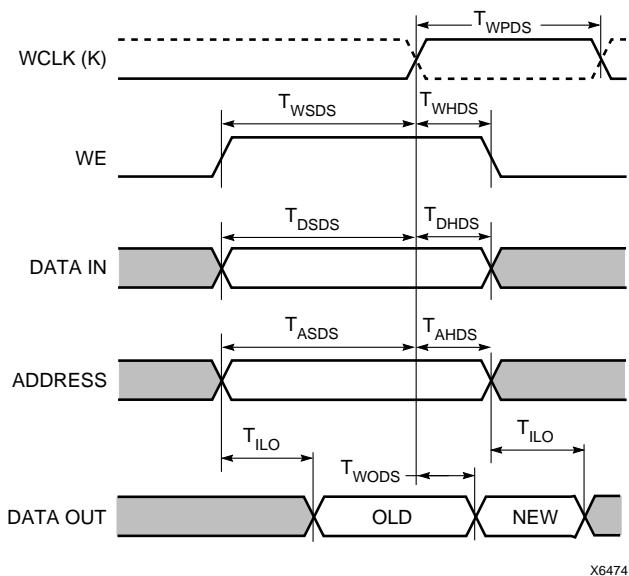 T_WPDS
WCLK (K)
T_WSDS
T_WHDS
WE
T_DSDS
T_DHDS
DATA IN
T_ASDS
T_AHDS
ADDRESS
T_ILO
T_ILO
T_WODS
DATA OUT
OLD
NEW
X6474